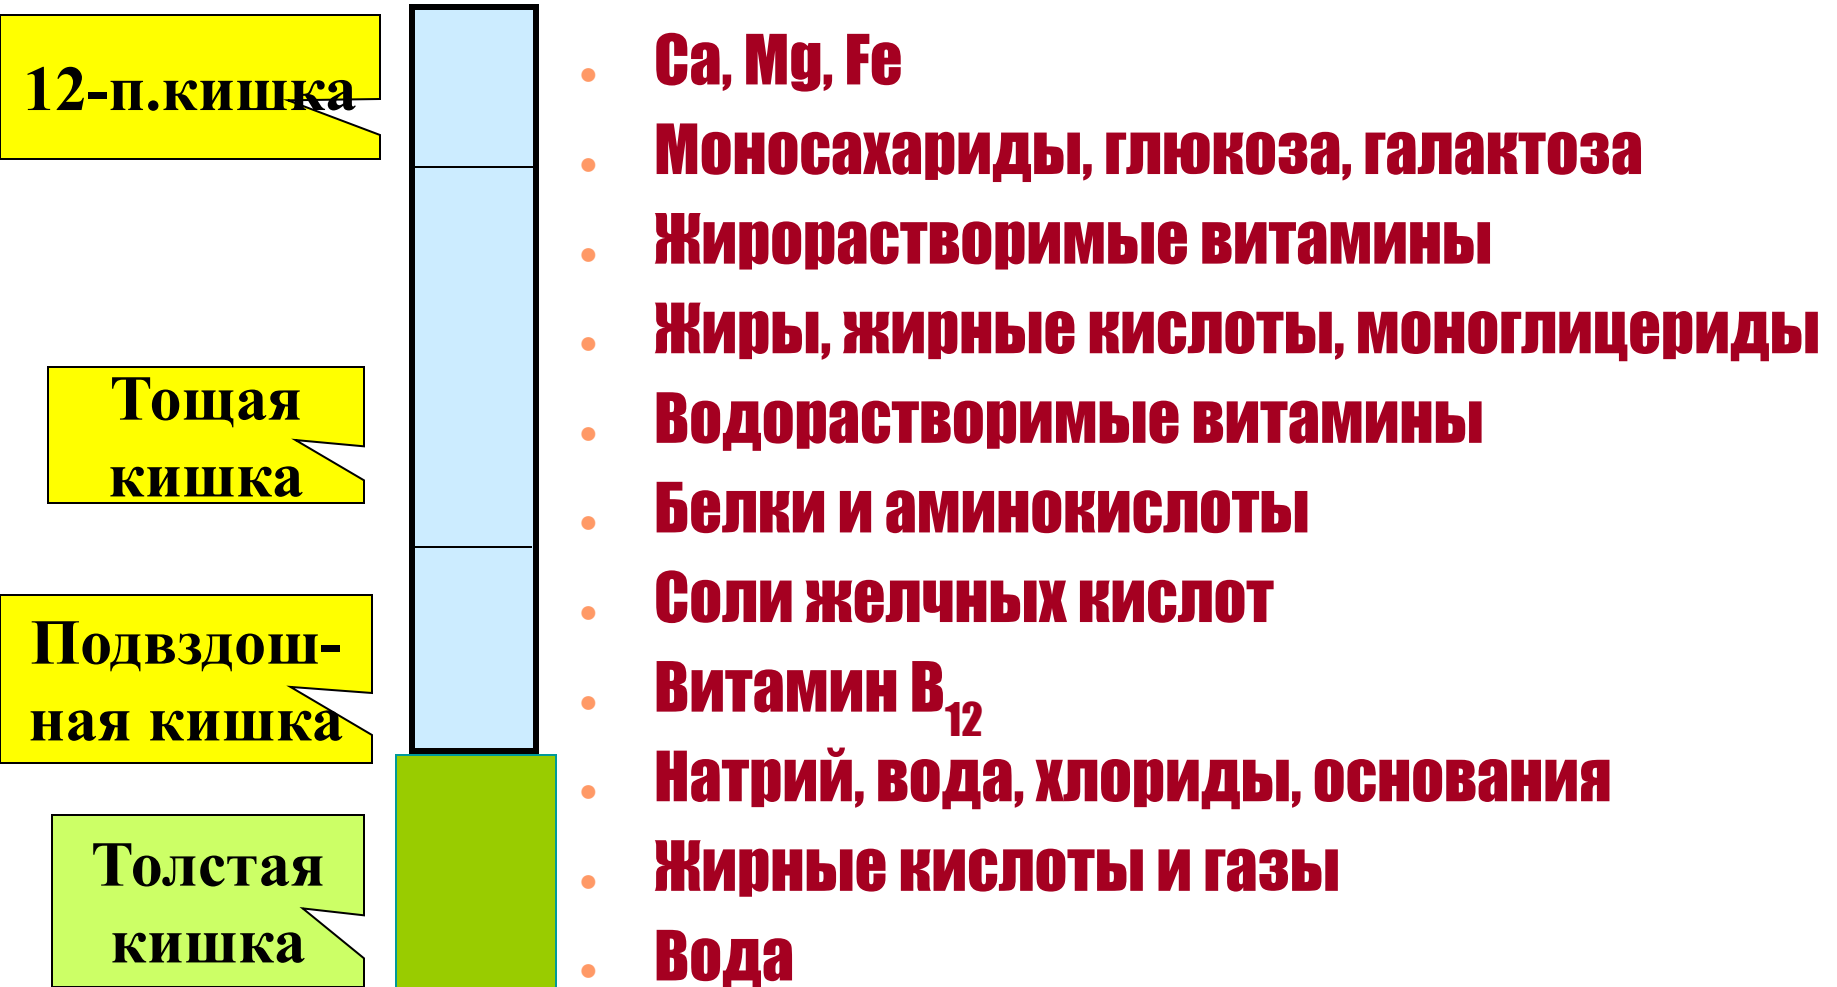 12-п.кишка
Тощая
кишка
Подвздош-
ная кишка
Толстая
кишка
Ca, Mg, Fe
Моносахариды, глюкоза, галактоза
Жирорастворимые витамины
Жиры, жирные кислоты, моноглицериды
Водорастворимые витамины
Белки и аминокислоты
Соли желчных кислот
Витамин В12
Натрий, вода, хлориды, основания
Жирные кислоты и газы
Вода